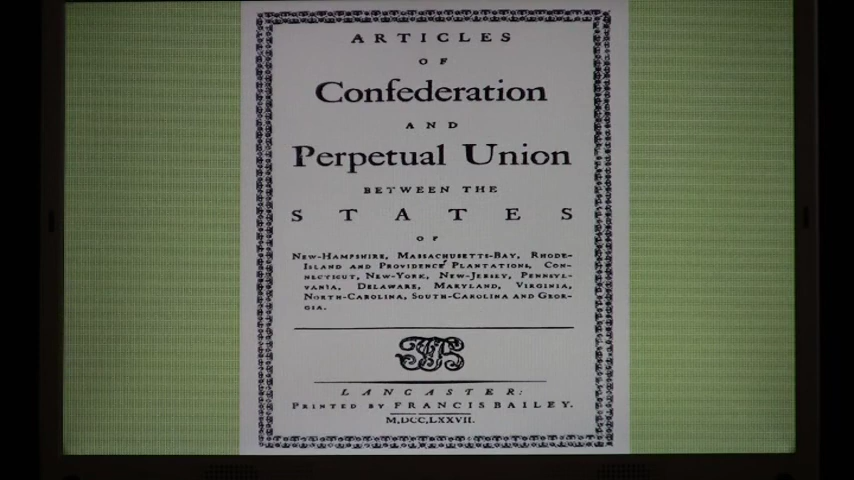 ARTICLES
OF
Confederation
AND
Perpetual Union
BETWEEN THE
STATES
OF
New-Hampshire, Massachusetts-Bay, Rhode-
Island and Providence Plantations, Con-
necticut, New-York, New-Jersey, Pennsyl-
vania, Delaware, Maryland, Virginia,
North-Carolina, South-Carolina and Geor-
gia.
LANCASTER:
Printed by FRANCIS BAILEY.
M,DCC,LXXVII.